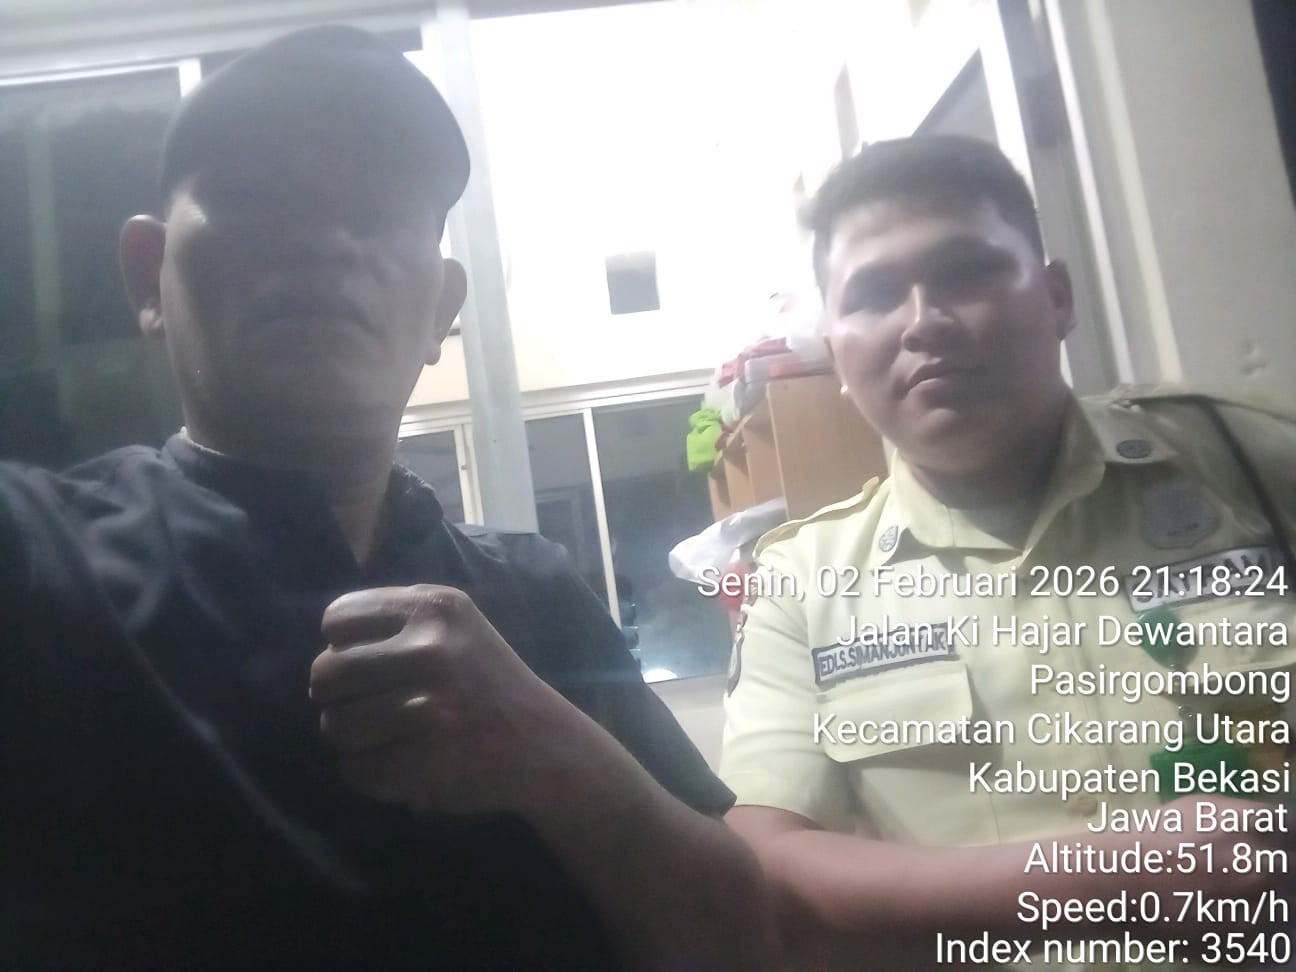 Senin, 02 Februari 2026 21:18:24
Jalan Ki Hajar Dewantara
Pasirgombong
Kecamatan Cikarang Utara
Kabupaten Bekasi
Jawa Barat
Altitude:51.8m
Speed:0.7km/h
Index number: 3540
EDI.S.SIMANJUNTAK